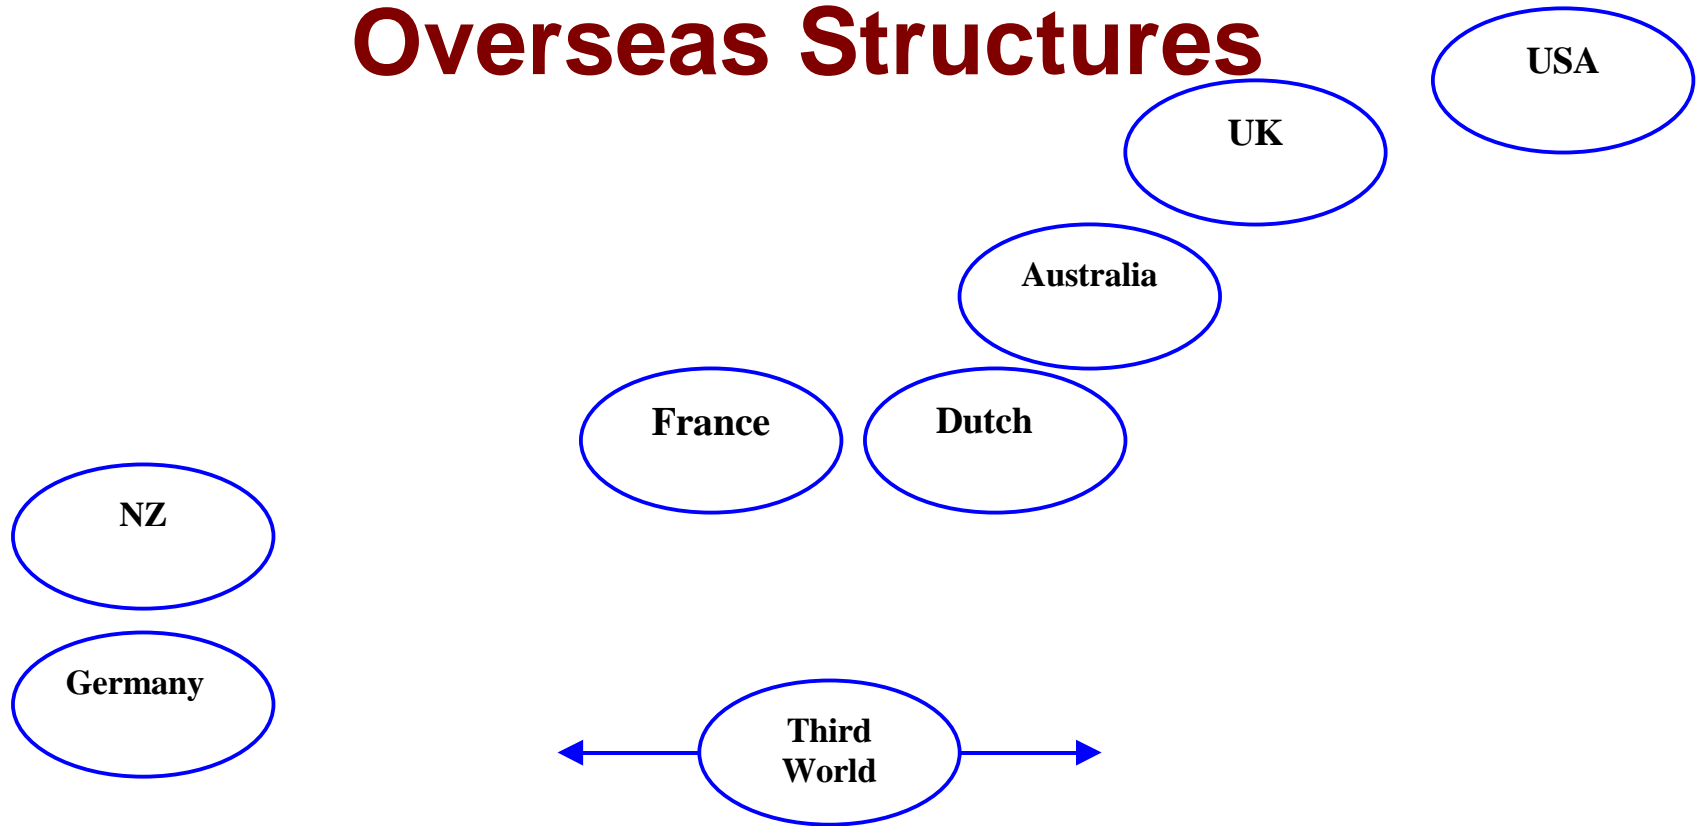 Overseas Structures
USA
UK
Australia
France
Dutch
NZ
Germany
Third
World